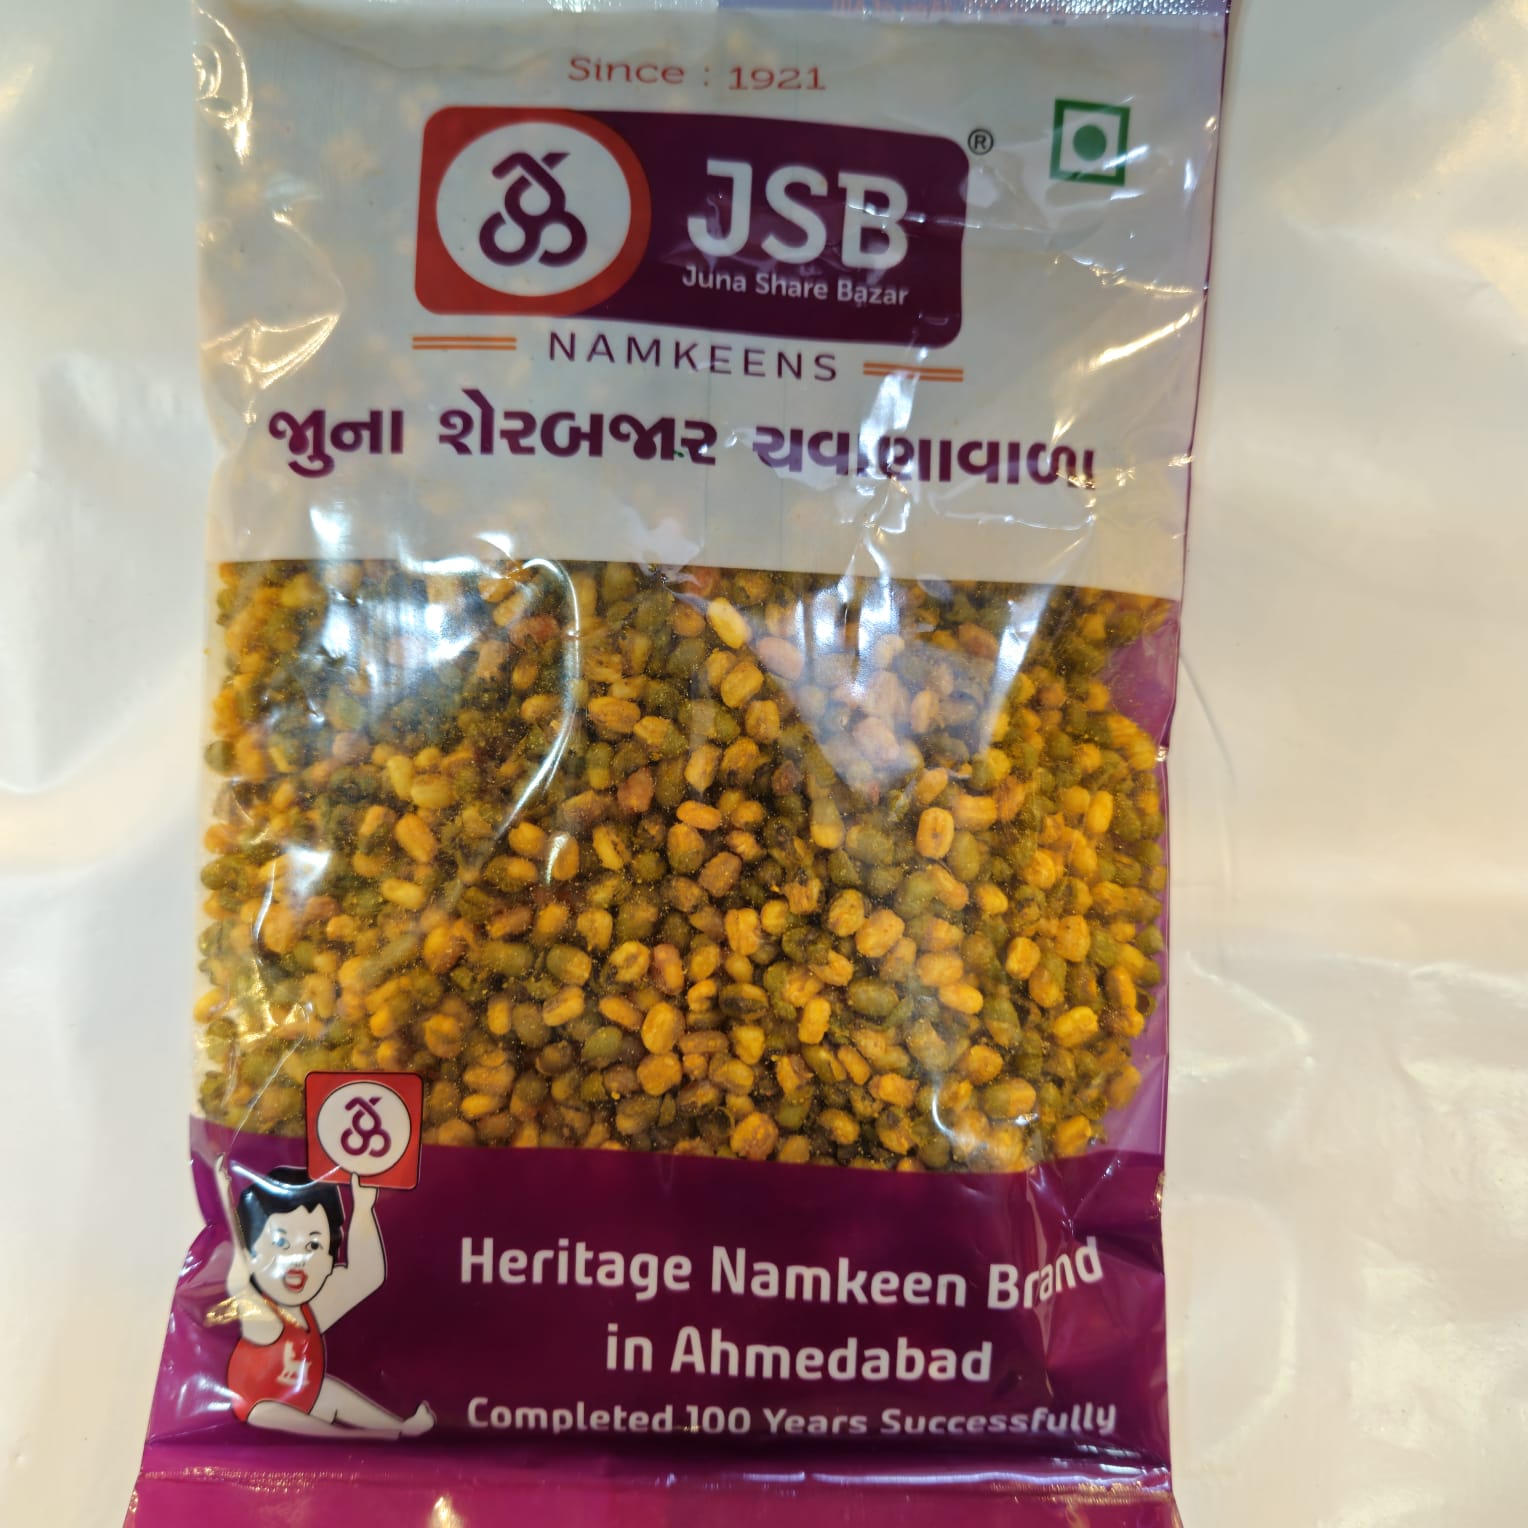 Since : 1921
JSB
®
Juna Share Bazar
NAMKEENS
જુના શેરબજાર ચવાણાવાળા
Heritage Namkeen Brand
in Ahmedabad
Completed 100 Years Successfully